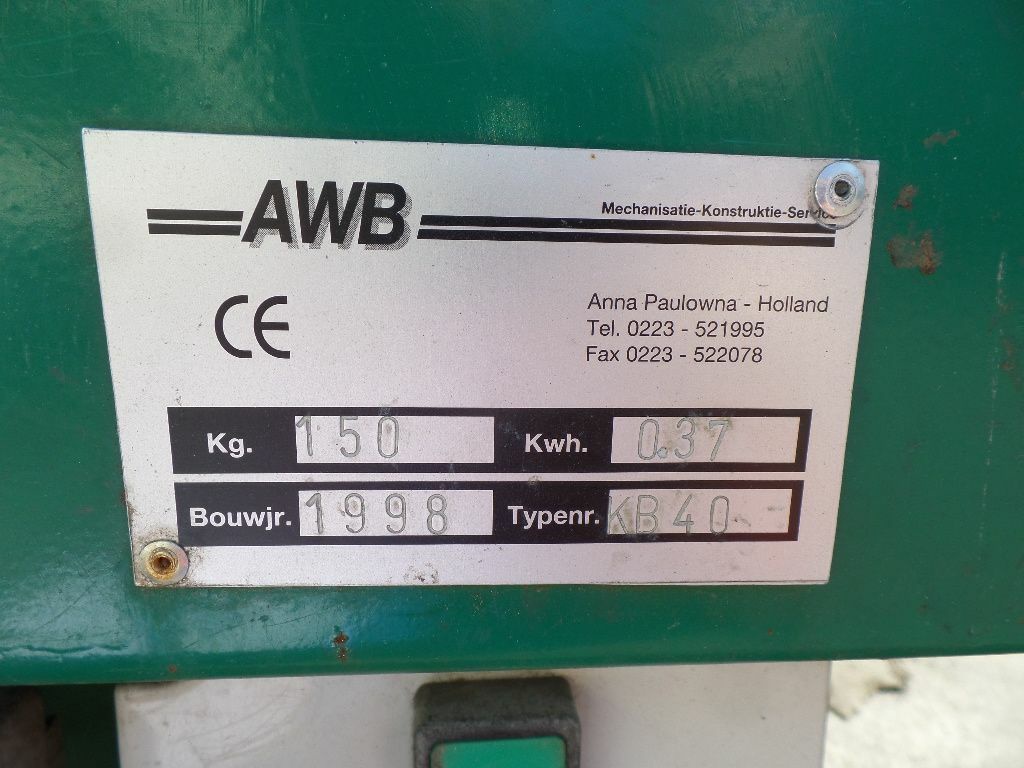 AWB
Mechanisatie-Konstruktie-Service
CE
Anna Paulowna - Holland
Tel. 0223 - 521995
Fax 0223 - 522078
Kg. 150 Kwh. 0.37
Bouwjr. 1998 Typenr. KB40